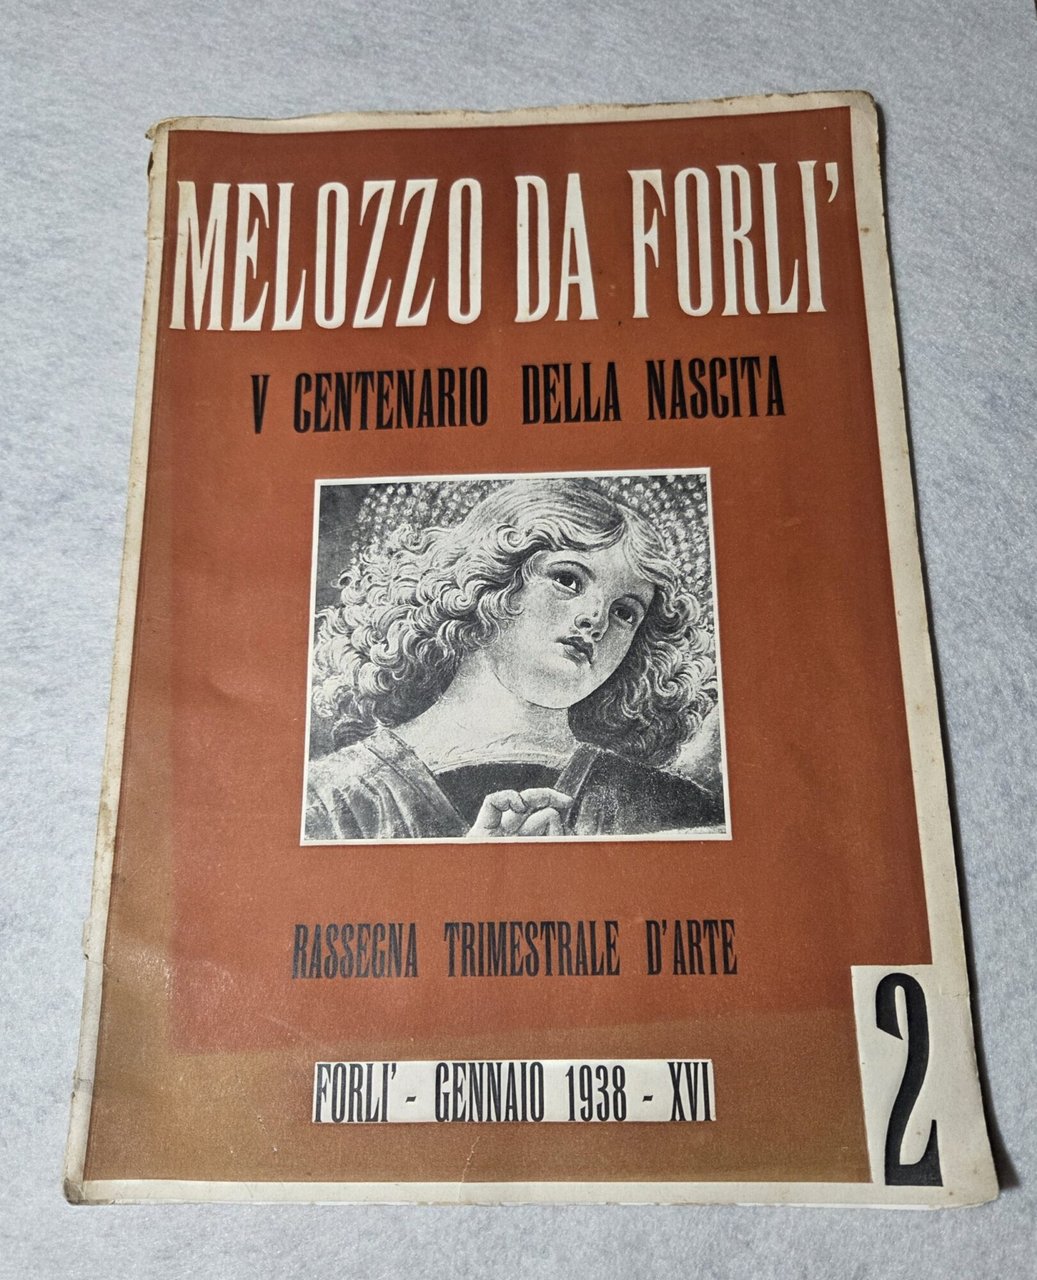 MELOZZO DA FORLI'
V CENTENARIO DELLA NASCITA
RASSEGNA TRIMESTRALE D'ARTE
FORLI' - GENNAIO 1938 - XVI
2